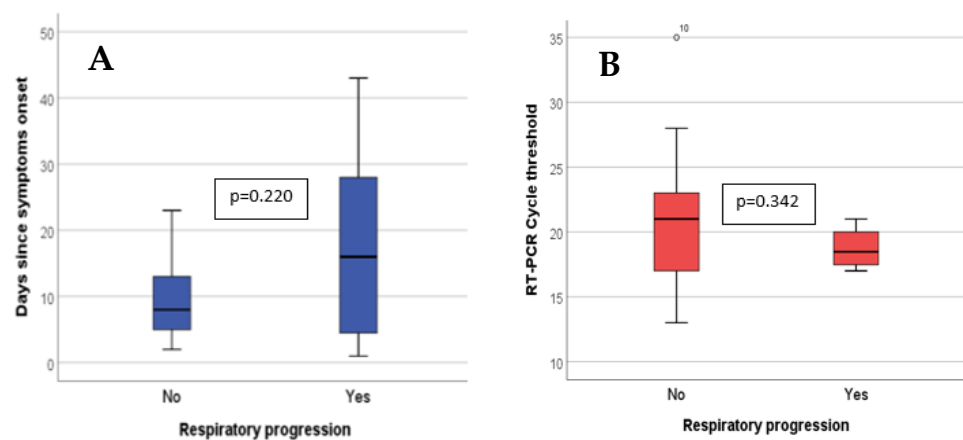 A
Days since symptoms onset
50
40
30
20
10
0
p=0.220
No
Yes
Respiratory progression
B
RT-PCR Cycle threshold
35
30
25
20
15
10
10
p=0.342
No
Yes
Respiratory progression